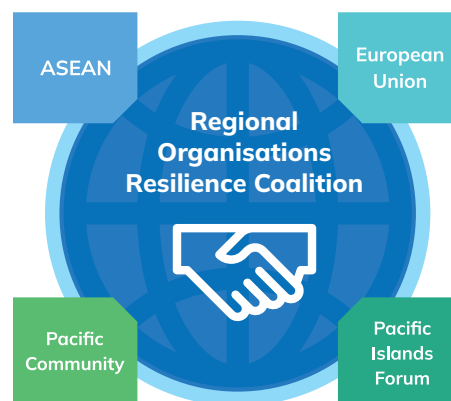 ASEAN
European
Union
Regional
Organisations
Resilience Coalition
Pacific
Community
Pacific
Islands
Forum